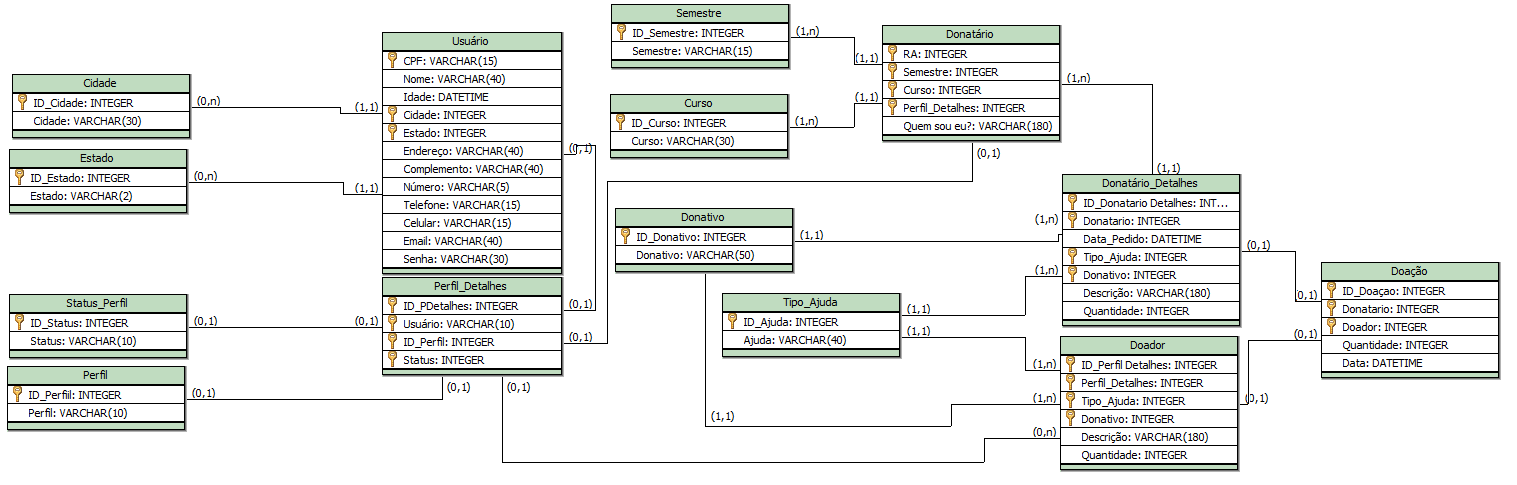 Semestre
ID_Semestre: INTEGER
Semestre: VARCHAR(15)
(1,n)
(1,1)
Donatário
RA: INTEGER
Semestre: INTEGER
Curso: INTEGER
Perfil_Detalhes: INTEGER
Quem sou eu?: VARCHAR(180)
(1,n)
(0,1)
Usuário
CPF: VARCHAR(15)
Nome: VARCHAR(40)
Idade: DATETIME
Cidade: INTEGER
Estado: INTEGER
Endereço: VARCHAR(40)
Complemento: VARCHAR(40)
Número: VARCHAR(5)
Telefone: VARCHAR(15)
Celular: VARCHAR(15)
Email: VARCHAR(40)
Senha: VARCHAR(30)
(0,1)
Cidade
ID_Cidade: INTEGER
Cidade: VARCHAR(30)
(0,n)
(1,1)
Curso
ID_Curso: INTEGER
Curso: VARCHAR(30)
(1,n)
(1,1)
Estado
ID_Estado: INTEGER
Estado: VARCHAR(2)
(0,n)
(1,1)
Donatário_Detalhes
ID_Donatario Detalhes: INT...
Donatario: INTEGER
Data_Pedido: DATETIME
Tipo_Ajuda: INTEGER
Donativo: INTEGER
Descrição: VARCHAR(180)
Quantidade: INTEGER
(1,1)
(1,n)
(1,n)
(0,1)
Donativo
ID_Donativo: INTEGER
Donativo: VARCHAR(50)
(1,1)
(1,1)
Doação
ID_Doaçao: INTEGER
Donatario: INTEGER
Doador: INTEGER
Quantidade: INTEGER
Data: DATETIME
(0,1)
(0,1)
Perfil_Detalhes
ID_PDetalhes: INTEGER
Usuário: VARCHAR(10)
ID_Perfil: INTEGER
Status: INTEGER
(0,1)
(0,1)
(0,1)
(0,1)
Status_Perfil
ID_Status: INTEGER
Status: VARCHAR(10)
(0,1)
(0,1)
Tipo_Ajuda
ID_Ajuda: INTEGER
Ajuda: VARCHAR(40)
(1,1)
(1,1)
Doador
ID_Perfil Detalhes: INTEGER
Perfil_Detalhes: INTEGER
Tipo_Ajuda: INTEGER
Donativo: INTEGER
Descrição: VARCHAR(180)
Quantidade: INTEGER
(1,n)
(1,n)
(0,n)
(0,1)
Perfil
ID_Perfil: INTEGER
Perfil: VARCHAR(10)
(0,1)